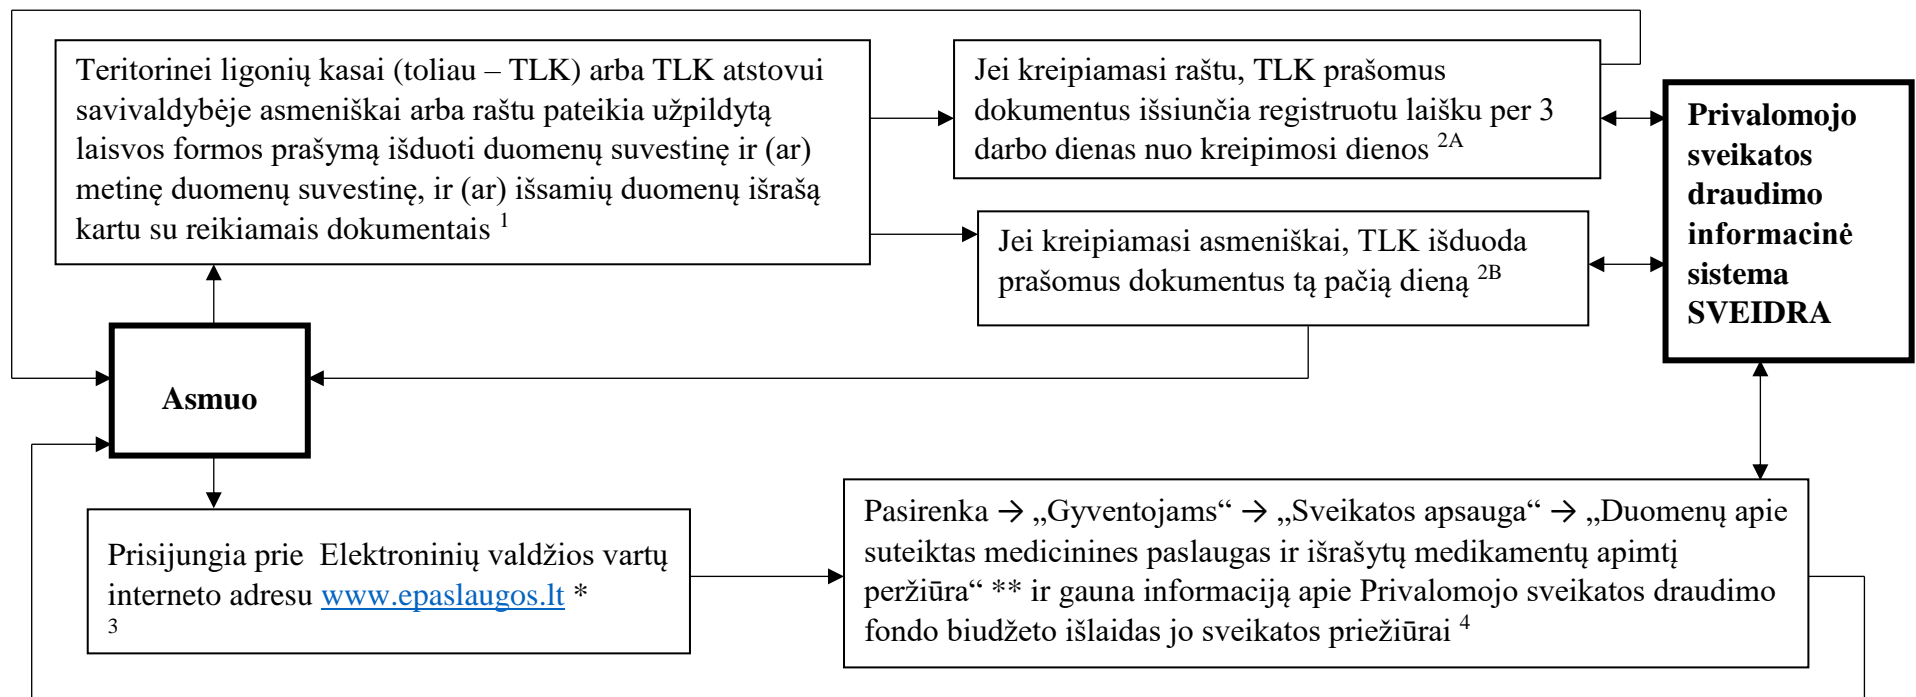 Teritorinei ligonių kasai (toliau – TLK) arba TLK atstovui
savivaldybėje asmeniškai arba raštu pateikia užpildytą
laisvos formos prašymą išduoti duomenų suvestinę ir (ar)
metinę duomenų suvestinę, ir (ar) išsamių duomenų išrašą
kartu su reikiamais dokumentais 1
Jei kreipiamasi raštu, TLK prašomus
dokumentus išsiunčia registruotu laišku per 3
darbo dienas nuo kreipimosi dienos 2A
Jei kreipiamasi asmeniškai, TLK išduoda
prašomus dokumentus tą pačią dieną 2B
Privalomojo
sveikatos
draudimo
informacinė
sistema
SVEIDRA
Asmuo
Prisijungia prie Elektroninių valdžios vartų
interneto adresu www.epaslaugos.lt *
3
Pasirenka → „Gyventojams“ → „Sveikatos apsauga“ → „Duomenų apie
suteiktas medicinines paslaugas ir išrašytų medikamentų apimtį
peržiūra“ ** ir gauna informaciją apie Privalomojo sveikatos draudimo
fondo biudžeto išlaidas jo sveikatos priežiūrai 4